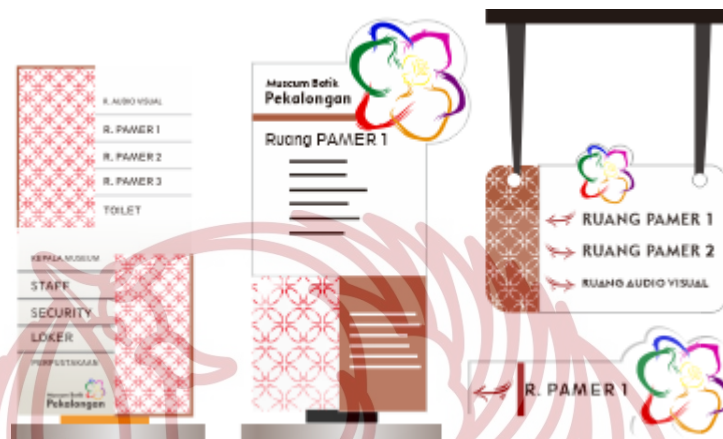 R. AUDIO VISUAL
R. PAMER 1
R. PAMER 2
R. PAMER 3
TOILET
KEPALA MUSEUM
STAFF
SECURITY
LOKER
PERPUSTAKAAN
Museum Batik
Pekalongan
Museum Batik
Pekalongan
Ruang PAMER 1
RUANG PAMER 1
RUANG PAMER 2
RUANG AUDIO VISUAL
R. PAMER 1